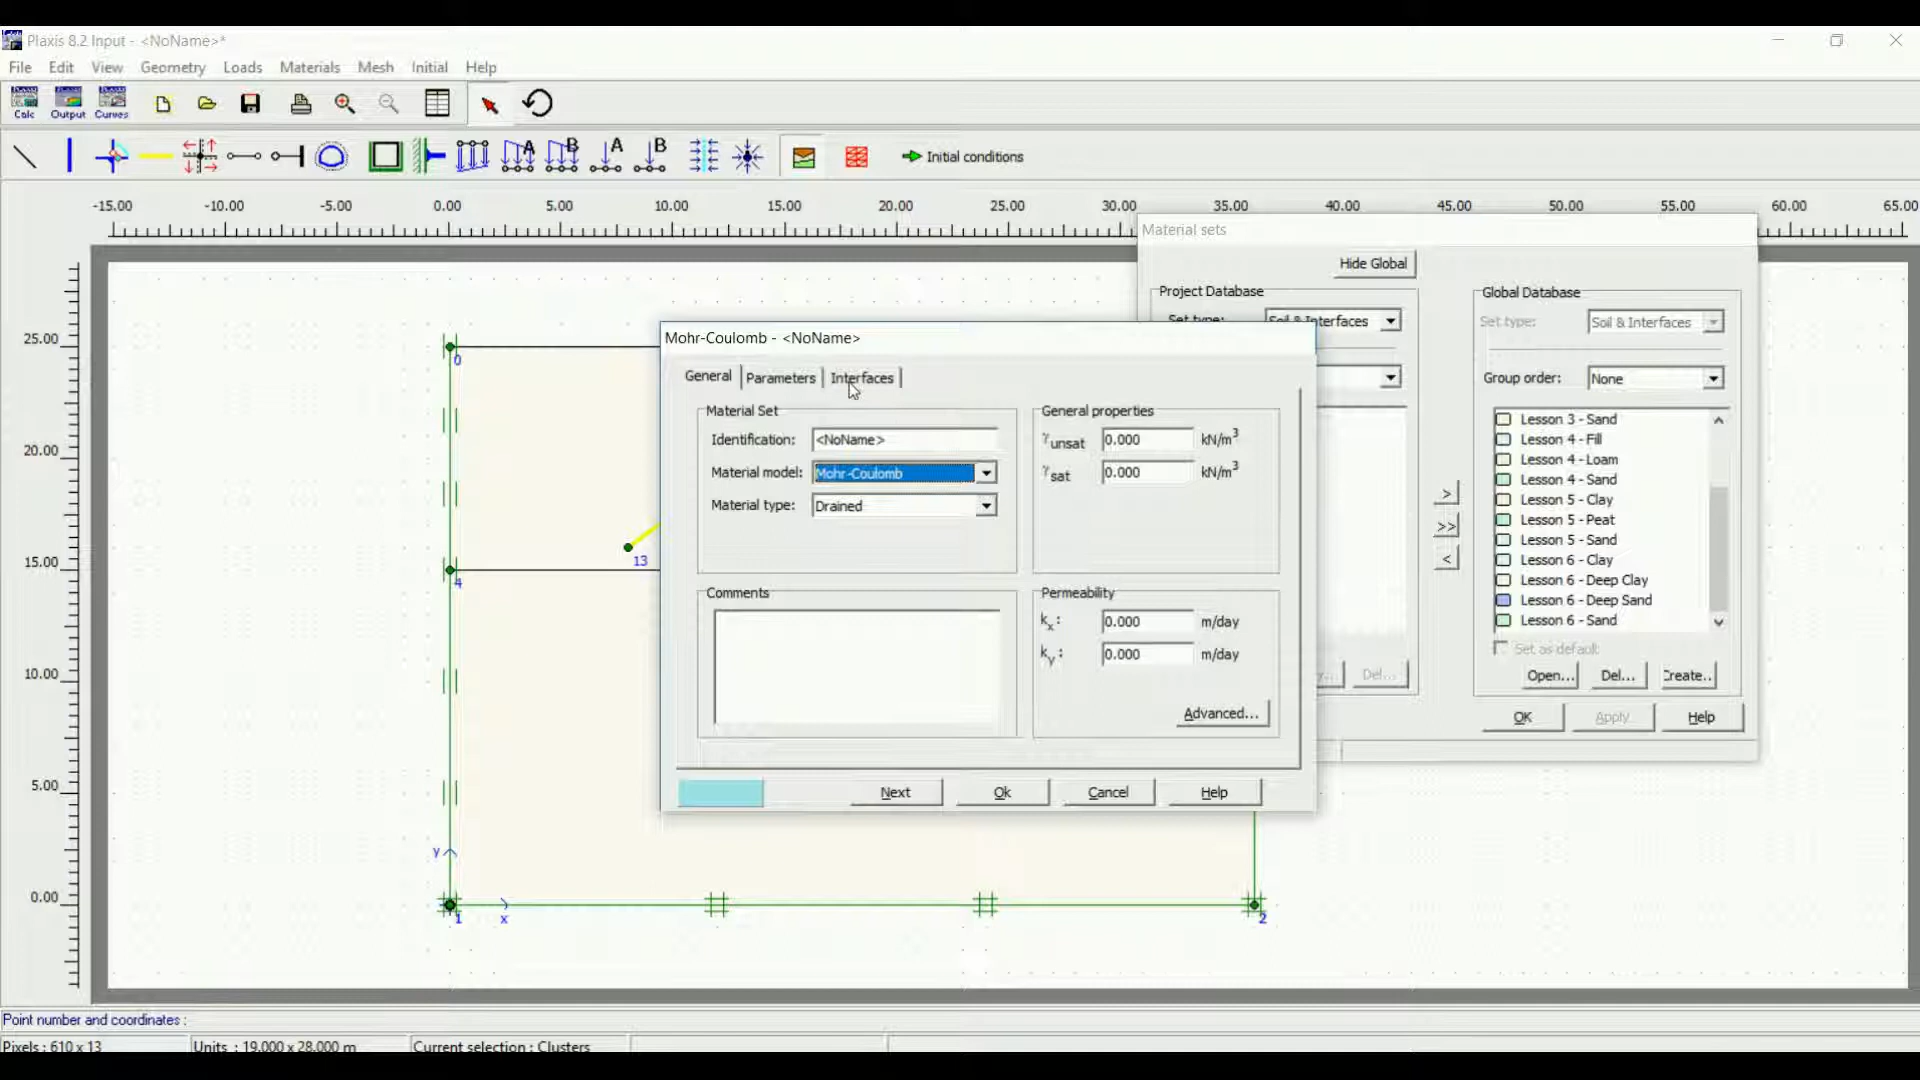 Plaxis 8.2 Input - <NoName>*
File Edit View Geometry Loads Materials Mesh Initial Help
Calc Output Curves
A B A B Initial conditions
-15.00 -10.00 -5.00 0.00 5.00 10.00 15.00 20.00 25.00 30.00 35.00 40.00 45.00 50.00 55.00 60.00 65.00
Material sets
Hide Global
Project Database
Set type: Soil & Interfaces
Global Database
Set type: Soil & Interfaces
Group order: None
Lesson 3 - Sand
Lesson 4 - Fill
Lesson 4 - Loam
Lesson 4 - Sand
Lesson 5 - Clay
Lesson 5 - Peat
Lesson 5 - Sand
Lesson 6 - Clay
Lesson 6 - Deep Clay
Lesson 6 - Deep Sand
Lesson 6 - Sand
> 
>>
<
Set as default
Del...
Open... Del... Create..
OK Apply Help
Mohr-Coulomb - <NoName>
General Parameters Interfaces
Material Set
Identification: <NoName>
Material model: Mohr-Coulomb
Material type: Drained
General properties
γunsat 0.000 kN/m³
γsat 0.000 kN/m³
Comments
Permeability
kx: 0.000 m/day
ky: 0.000 m/day
Advanced...
Next Ok Cancel Help
25.00
20.00
15.00
10.00
5.00
0.00
0
13
4
y
1 x 2
Point number and coordinates :
Pixels : 610 x 13 Units : 19.000 x 28.000 m Current selection : Clusters